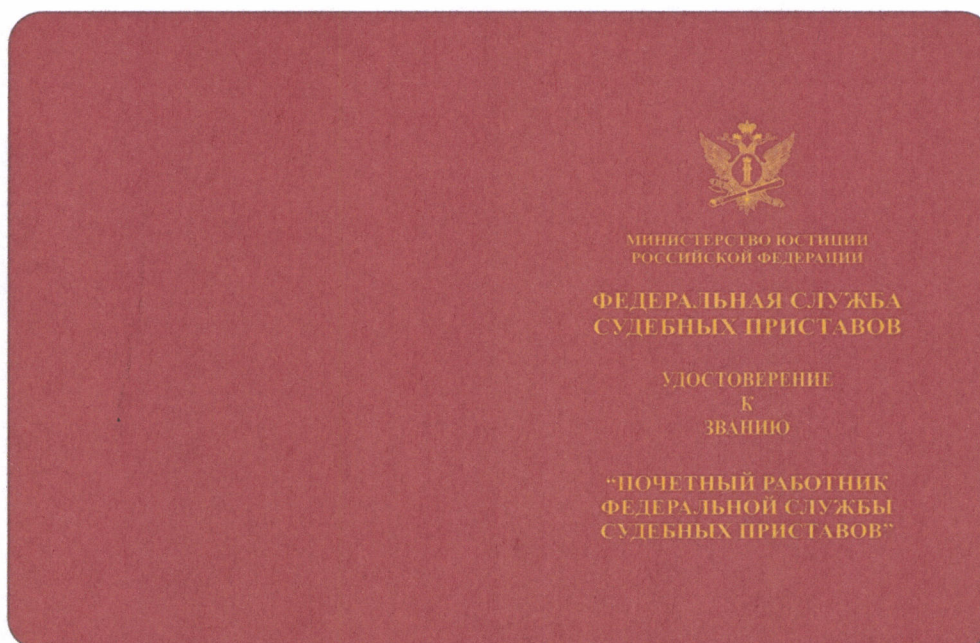 МИНИСТЕРСТВО ЮСТИЦИИ
РОССИЙСКОЙ ФЕДЕРАЦИИ
ФЕДЕРАЛЬНАЯ СЛУЖБА
СУДЕБНЫХ ПРИСТАВОВ
УДОСТОВЕРЕНИЕ
К
ЗВАНИЮ
“ПОЧЕТНЫЙ РАБОТНИК
ФЕДЕРАЛЬНОЙ СЛУЖБЫ
СУДЕБНЫХ ПРИСТАВОВ”